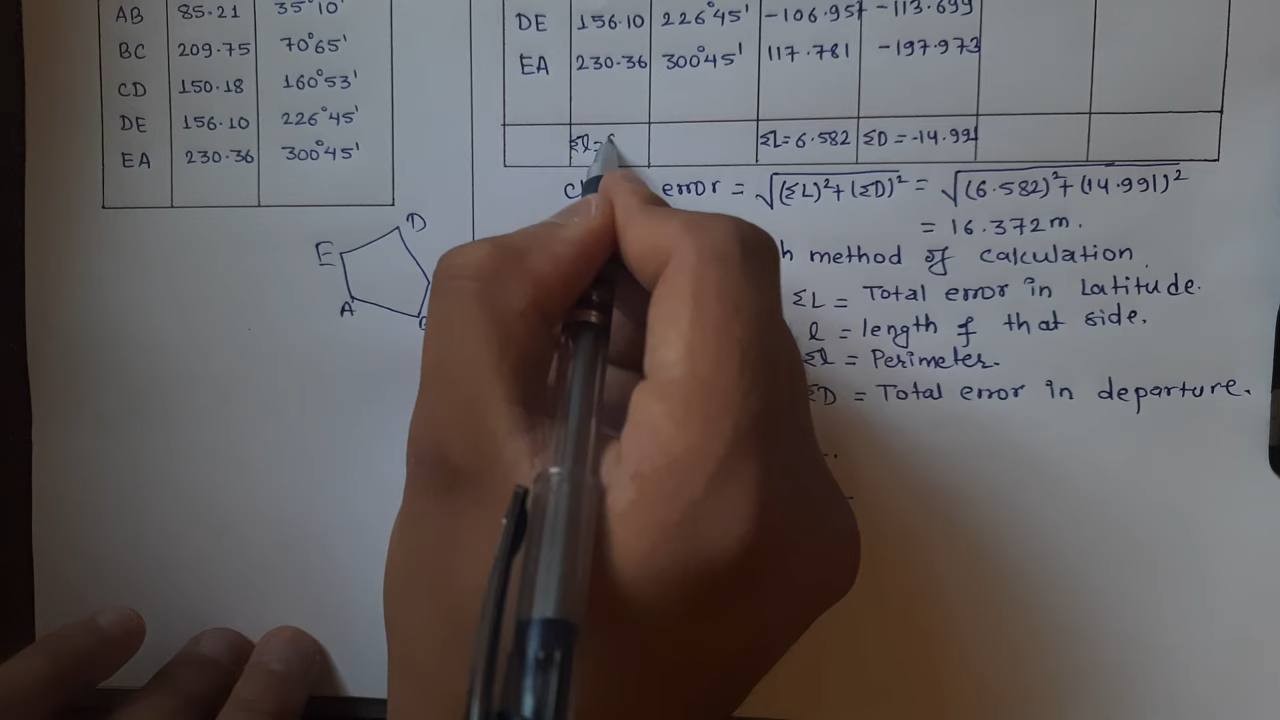 AB 85.21 35°10'
BC 209.75 70°65'
CD 150.18 160°53'
DE 156.10 226°45'
EA 230.36 300°45'
E D
A
DE 156.10 226°45' -106.957 -113.699
EA 230.36 300°45' 117.781 -197.973
Σl= ΣL=6.582 ΣD=-14.991
error = √(ΣL)²+(ΣD)² = √(6.582)²+(14.991)²
= 16.372m.
method of calculation.
ΣL = Total error in Latitude.
l = length of that side.
Σl = Perimeter.
ΣD = Total error in departure.